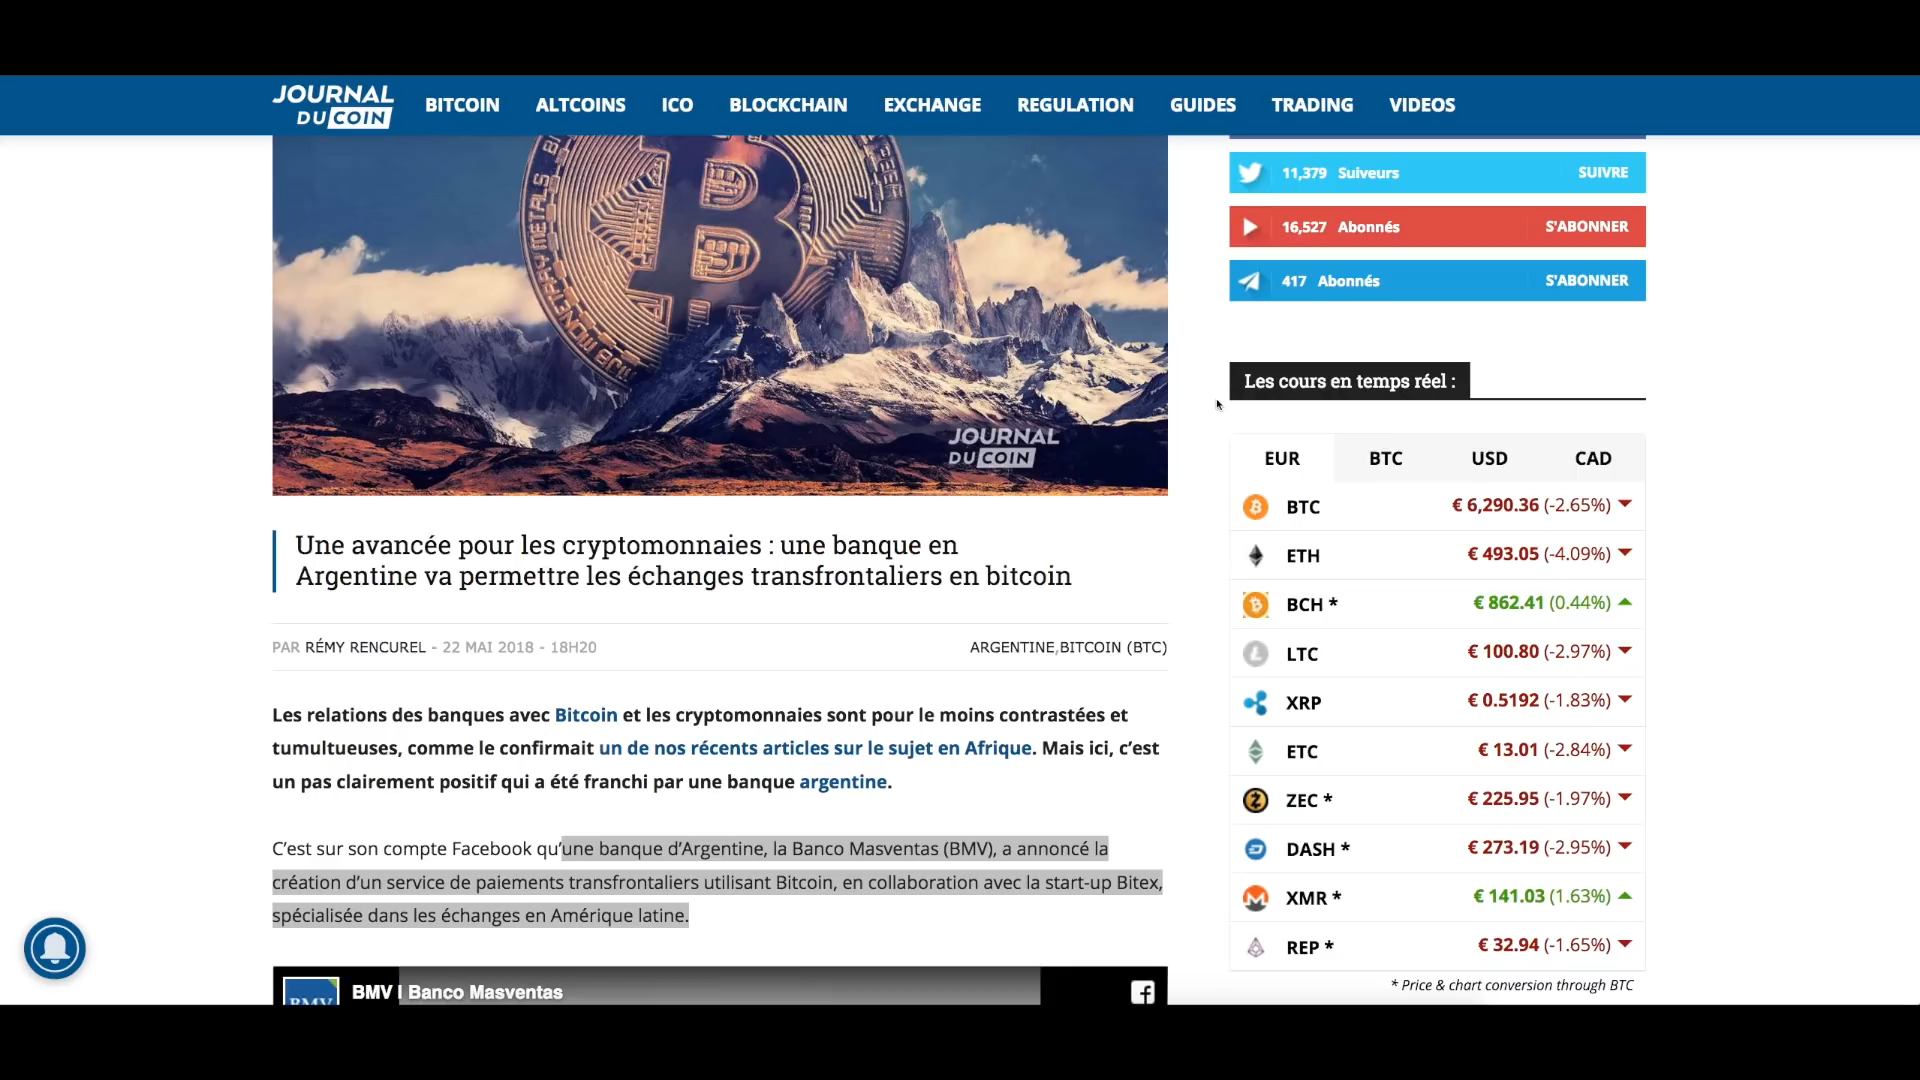 JOURNAL
DU COIN
BITCOIN ALTCOINS ICO BLOCKCHAIN EXCHANGE REGULATION GUIDES TRADING VIDEOS
METALS
JOURNAL
DU COIN
Une avancée pour les cryptomonnaies : une banque en
Argentine va permettre les échanges transfrontaliers en bitcoin
PAR RÉMY RENCUREL - 22 MAI 2018 - 18H20
ARGENTINE,BITCOIN (BTC)
Les relations des banques avec Bitcoin et les cryptomonnaies sont pour le moins contrastées et
tumultueuses, comme le confirmait un de nos récents articles sur le sujet en Afrique. Mais ici, c’est
un pas clairement positif qui a été franchi par une banque argentine.
C’est sur son compte Facebook qu’une banque d’Argentine, la Banco Masventas (BMV), a annoncé la
création d’un service de paiements transfrontaliers utilisant Bitcoin, en collaboration avec la start-up Bitex,
spécialisée dans les échanges en Amérique latine.
BMV
BMV | Banco Masventas
11,379 Suiveurs SUIVRE
16,527 Abonnés S'ABONNER
417 Abonnés S'ABONNER
Les cours en temps réel :
EUR BTC USD CAD
BTC € 6,290.36 (-2.65%)
ETH € 493.05 (-4.09%)
BCH * € 862.41 (0.44%)
LTC € 100.80 (-2.97%)
XRP € 0.5192 (-1.83%)
ETC € 13.01 (-2.84%)
ZEC * € 225.95 (-1.97%)
DASH * € 273.19 (-2.95%)
XMR * € 141.03 (1.63%)
REP * € 32.94 (-1.65%)
* Price & chart conversion through BTC